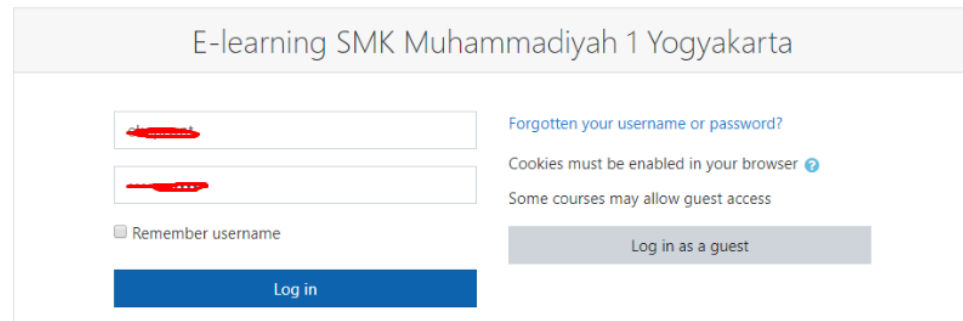 E-learning SMK Muhammadiyah 1 Yogyakarta
Remember username
Log in
Forgotten your username or password?
Cookies must be enabled in your browser ?
Some courses may allow guest access
Log in as a guest